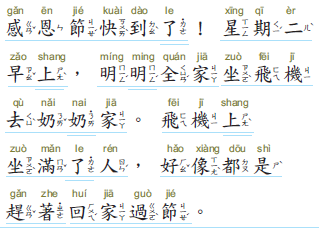 gǎn ēn jié kuài dào le xīng qī èr
感恩節快到了！星期二
zǎo shang míng ming quán jiā zuò fēi jī
早上，明明全家坐飛機
qù nǎi nai jiā fēi jī shang
去奶奶家。飛機上
zuò mǎn le rén hǎo xiàng dōu shì
坐滿了人，好像都是
gǎn zhe huí jiā guò jié
趕著回家過節。